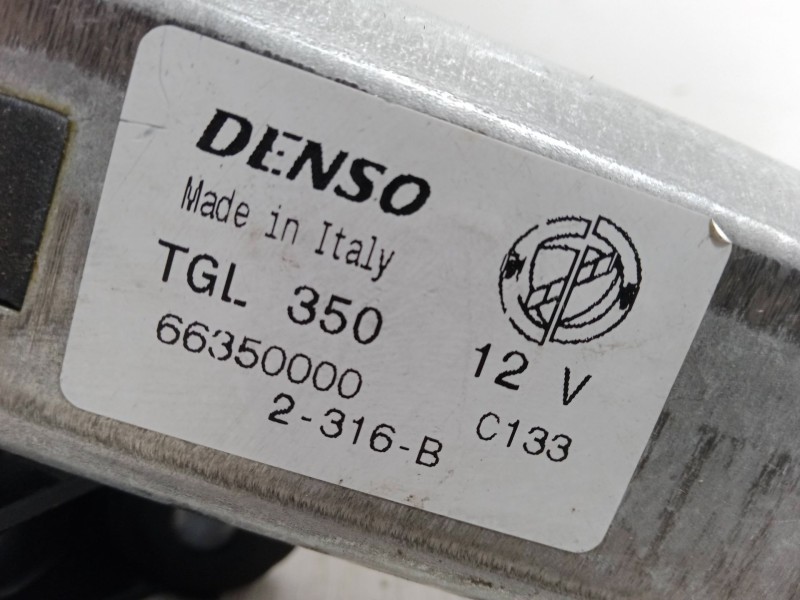 DENSO
Made in Italy
TGL 350
12 V
66350000
C133
2-316-B